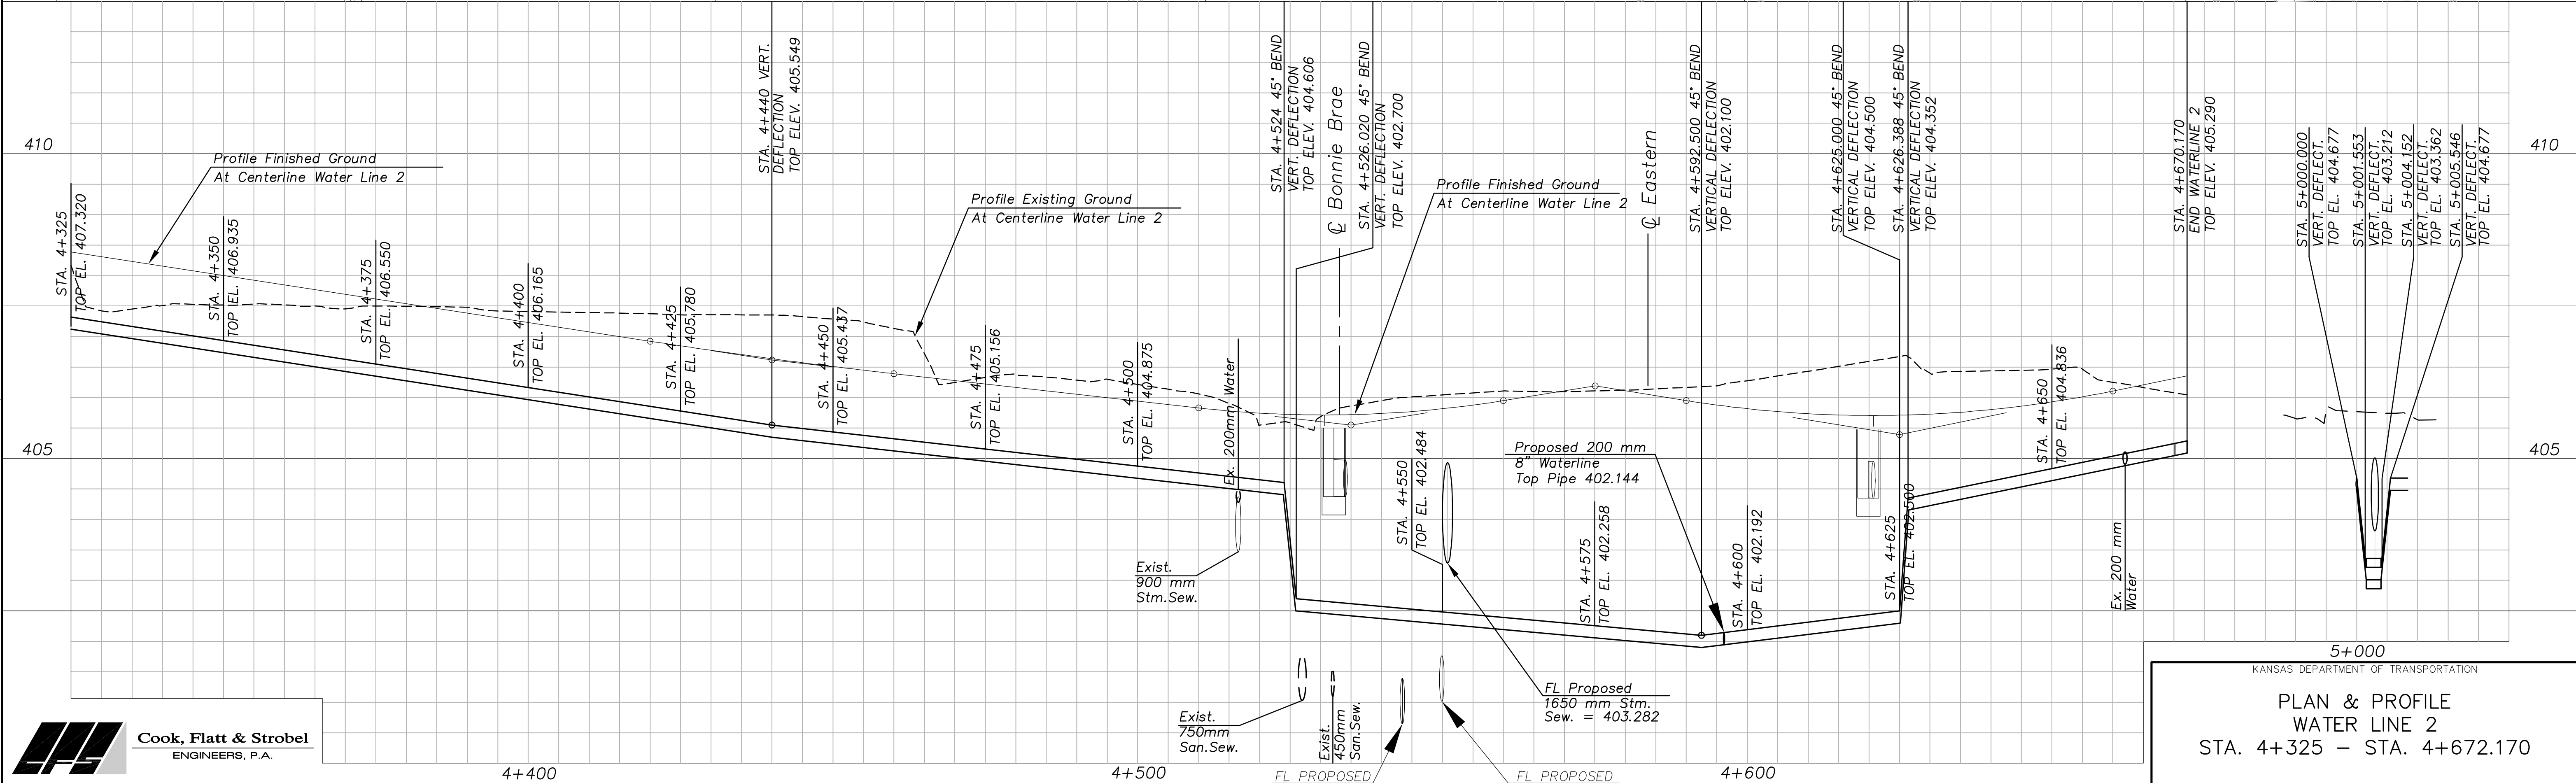 410
405
410
405
STA. 4+325
TOP EL. 407.320
Profile Finished Ground
At Centerline Water Line 2
STA. 4+350
TOP EL. 406.935
STA. 4+375
TOP EL. 406.550
STA. 4+400
TOP EL. 406.165
STA. 4+425
TOP EL. 405.780
STA. 4+440 VERT.
DEFLECTION
TOP ELEV. 405.549
STA. 4+450
TOP EL. 405.437
Profile Existing Ground
At Centerline Water Line 2
STA. 4+475
TOP EL. 405.156
STA. 4+500
TOP EL. 404.875
Ex. 200mm Water
Exist.
900 mm
Stm.Sew.
STA. 4+524 45° BEND
VERT. DEFLECTION
TOP ELEV. 404.606
℄ Bonnie Brae
STA. 4+526.020 45° BEND
VERT. DEFLECTION
TOP ELEV. 402.700
Profile Finished Ground
At Centerline Water Line 2
STA. 4+550
TOP EL. 402.484
Proposed 200 mm
8" Waterline
Top Pipe 402.144
STA. 4+575
TOP EL. 402.258
℄ Eastern
STA. 4+592.500 45° BEND
VERTICAL DEFLECTION
TOP ELEV. 402.100
STA. 4+600
TOP EL. 402.192
STA. 4+625.000 45° BEND
VERTICAL DEFLECTION
TOP ELEV. 404.500
STA. 4+626.388 45° BEND
VERTICAL DEFLECTION
TOP ELEV. 404.352
STA. 4+625
TOP EL. 402.500
STA. 4+650
TOP EL. 404.836
Ex. 200 mm
Water
STA. 4+670.170
END WATERLINE 2
TOP ELEV. 405.290
STA. 5+000.000
VERT. DEFLECT.
TOP EL. 404.677
STA. 5+001.553
VERT. DEFLECT.
TOP EL. 403.212
STA. 5+004.152
VERT. DEFLECT.
TOP EL. 403.362
STA. 5+005.546
VERT. DEFLECT.
TOP EL. 404.677
Exist.
750mm
San.Sew.
Exist.
450mm
San.Sew.
FL Proposed
1650 mm Stm.
Sew. = 403.282
FL PROPOSED
FL PROPOSED
4+400
4+500
4+600
5+000
CFS
Cook, Flatt & Strobel
ENGINEERS, P.A.
KANSAS DEPARTMENT OF TRANSPORTATION
PLAN & PROFILE
WATER LINE 2
STA. 4+325 – STA. 4+672.170